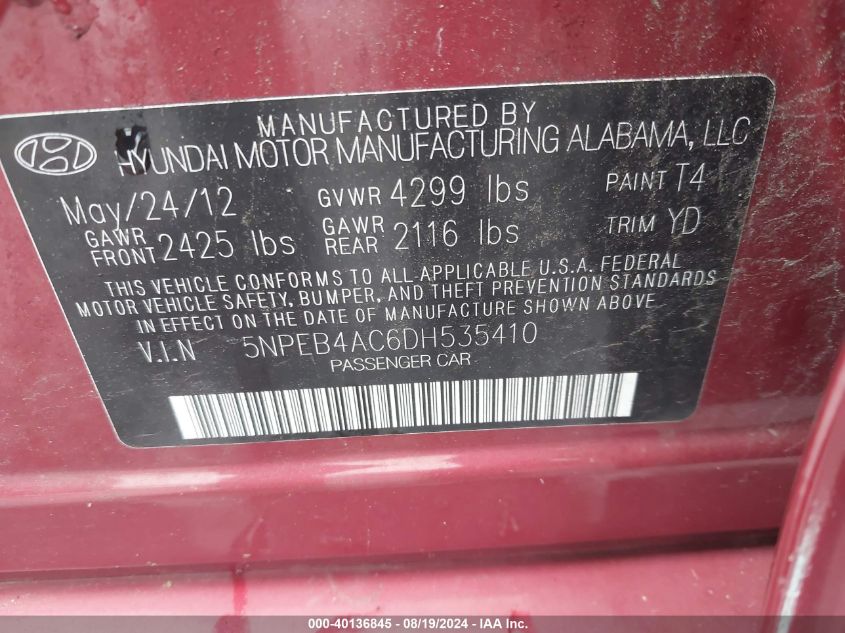 MANUFACTURED BY
HYUNDAI MOTOR MANUFACTURING ALABAMA, LLC
May/24/12 GVWR 4299 lbs PAINT T4
GAWR FRONT 2425 lbs GAWR REAR 2116 lbs TRIM YD
THIS VEHICLE CONFORMS TO ALL APPLICABLE U.S.A. FEDERAL
MOTOR VEHICLE SAFETY, BUMPER, AND THEFT PREVENTION STANDARDS
IN EFFECT ON THE DATE OF MANUFACTURE SHOWN ABOVE
V.I.N 5NPEB4AC6DH535410
PASSENGER CAR
000-40136845 - 08/19/2024 - IAA Inc.